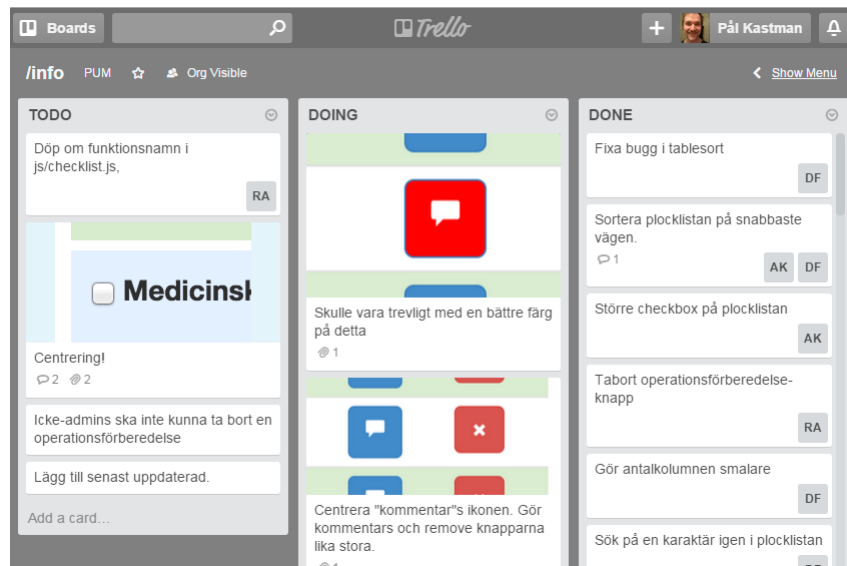 Boards
Trello
Pål Kastman
/info
PUM
Org Visible
Show Menu
TODO
Döp om funktionsnamn i
js/checklist.js,
RA
Medicinsk
Centrering!
2
2
Icke-admins ska inte kunna ta bort en
operationsförberedelse
Lägg till senast uppdaterad.
Add a card...
DOING
Skulle vara trevligt med en bättre färg
på detta
1
Centrera "kommentar"s ikonen. Gör
kommentars och remove knapparna
lika stora.
DONE
Fixa bugg i tablesort
DF
Sortera plocklistan på snabbaste
vägen.
1
AK
DF
Större checkbox på plocklistan
AK
Tabort operationsförberedelse-
knapp
RA
Gör antalkolumnen smalare
DF
Sök på en karaktär igen i plocklistan